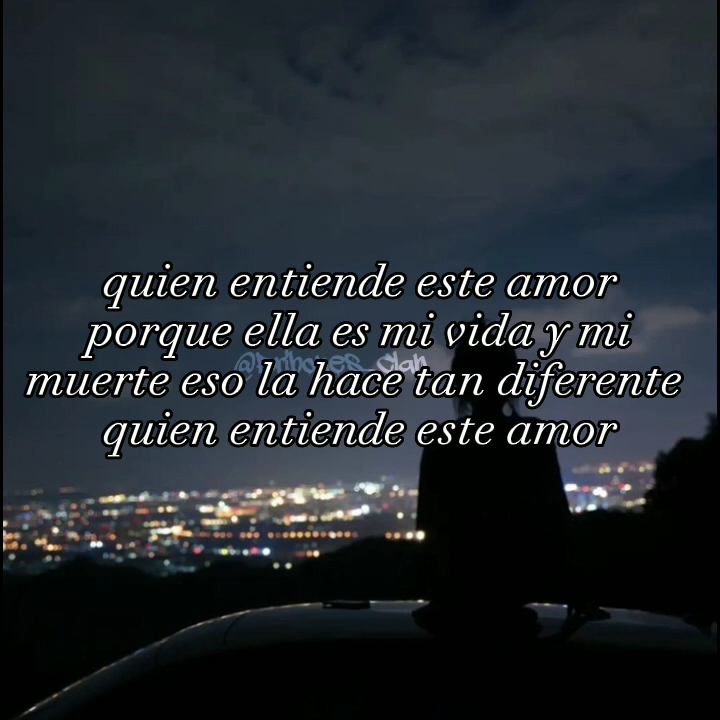 quien entiende este amor
porque ella es mi vida y mi
muerte eso la hace tan diferente
quien entiende este amor